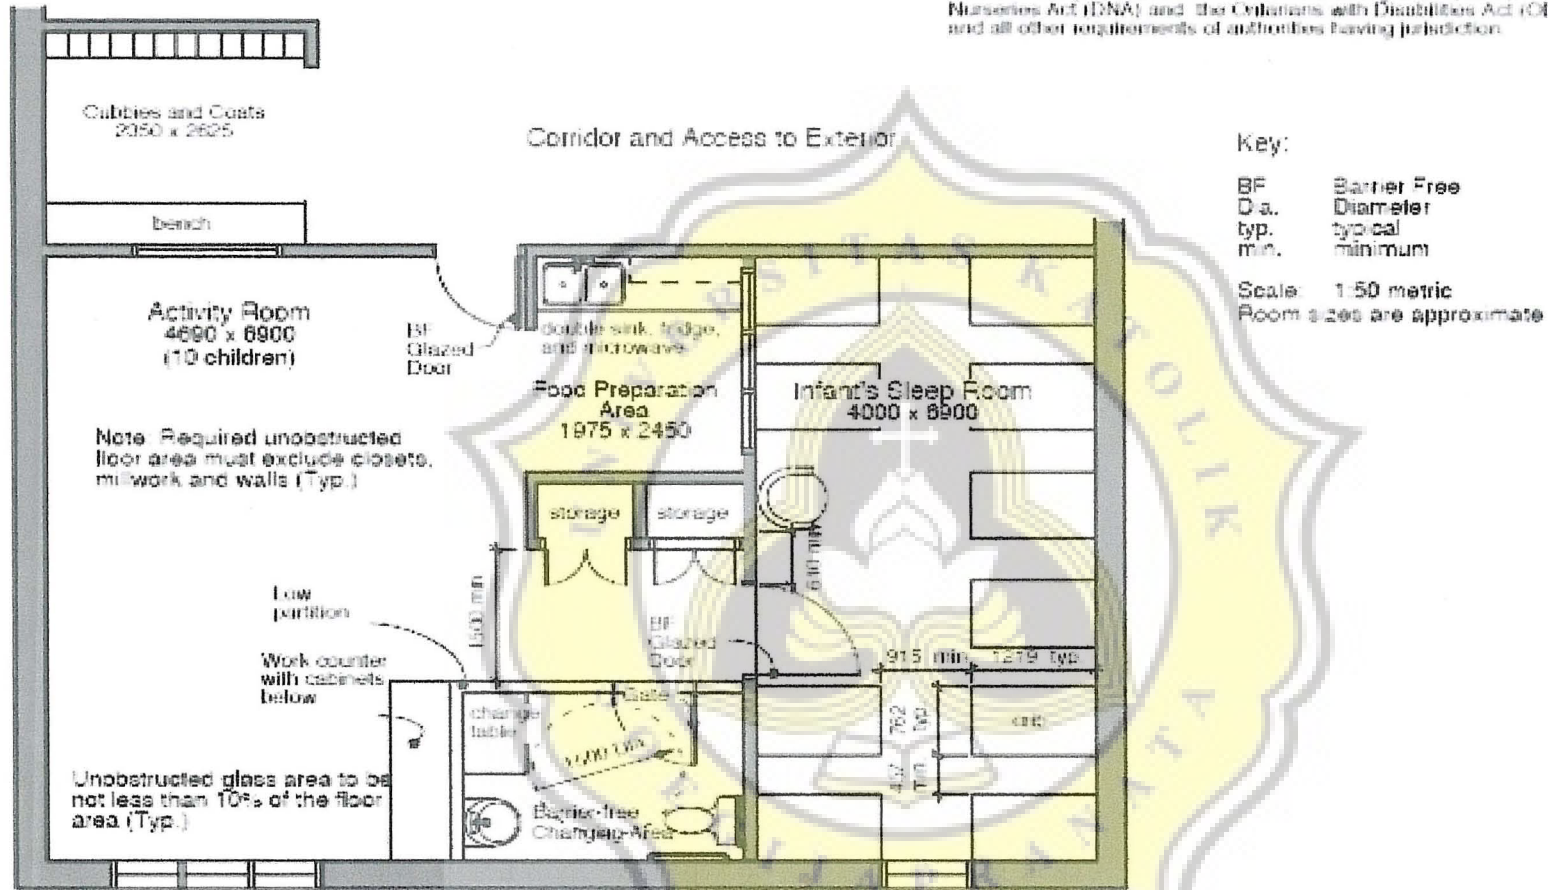 Nurseries Act (DNA) and the Ontarians with Disabilities Act
and all other requirements of authorities having jurisdiction
Cubbies and Coats
2350 x 2625
Corridor and Access to Exterior
Key:
BF Barrier Free
Dia. Diameter
typ. typical
min. minimum
Scale: 1:50 metric
Room sizes are approximate
bench
Activity Room
4690 x 6900
(10 children)
BF
Glazed
Door
double sink, fridge,
and microwave
Food Preparation
Area
1975 x 2450
Infant's Sleep Room
4000 x 6900
Note: Required unobstructed
floor area must exclude closets,
millwork and walls (Typ.)
storage
storage
Low
partition
1500 min
BF
Glazed
Door
915 min
1219 typ
Work counter
with cabinets
below
change
table
Gate
762
typ
crib
min
Unobstructed glass area to be
not less than 10% of the floor
area (Typ.)
Barrier-free
Changing Area
UNIVERSITAS KATOLIK